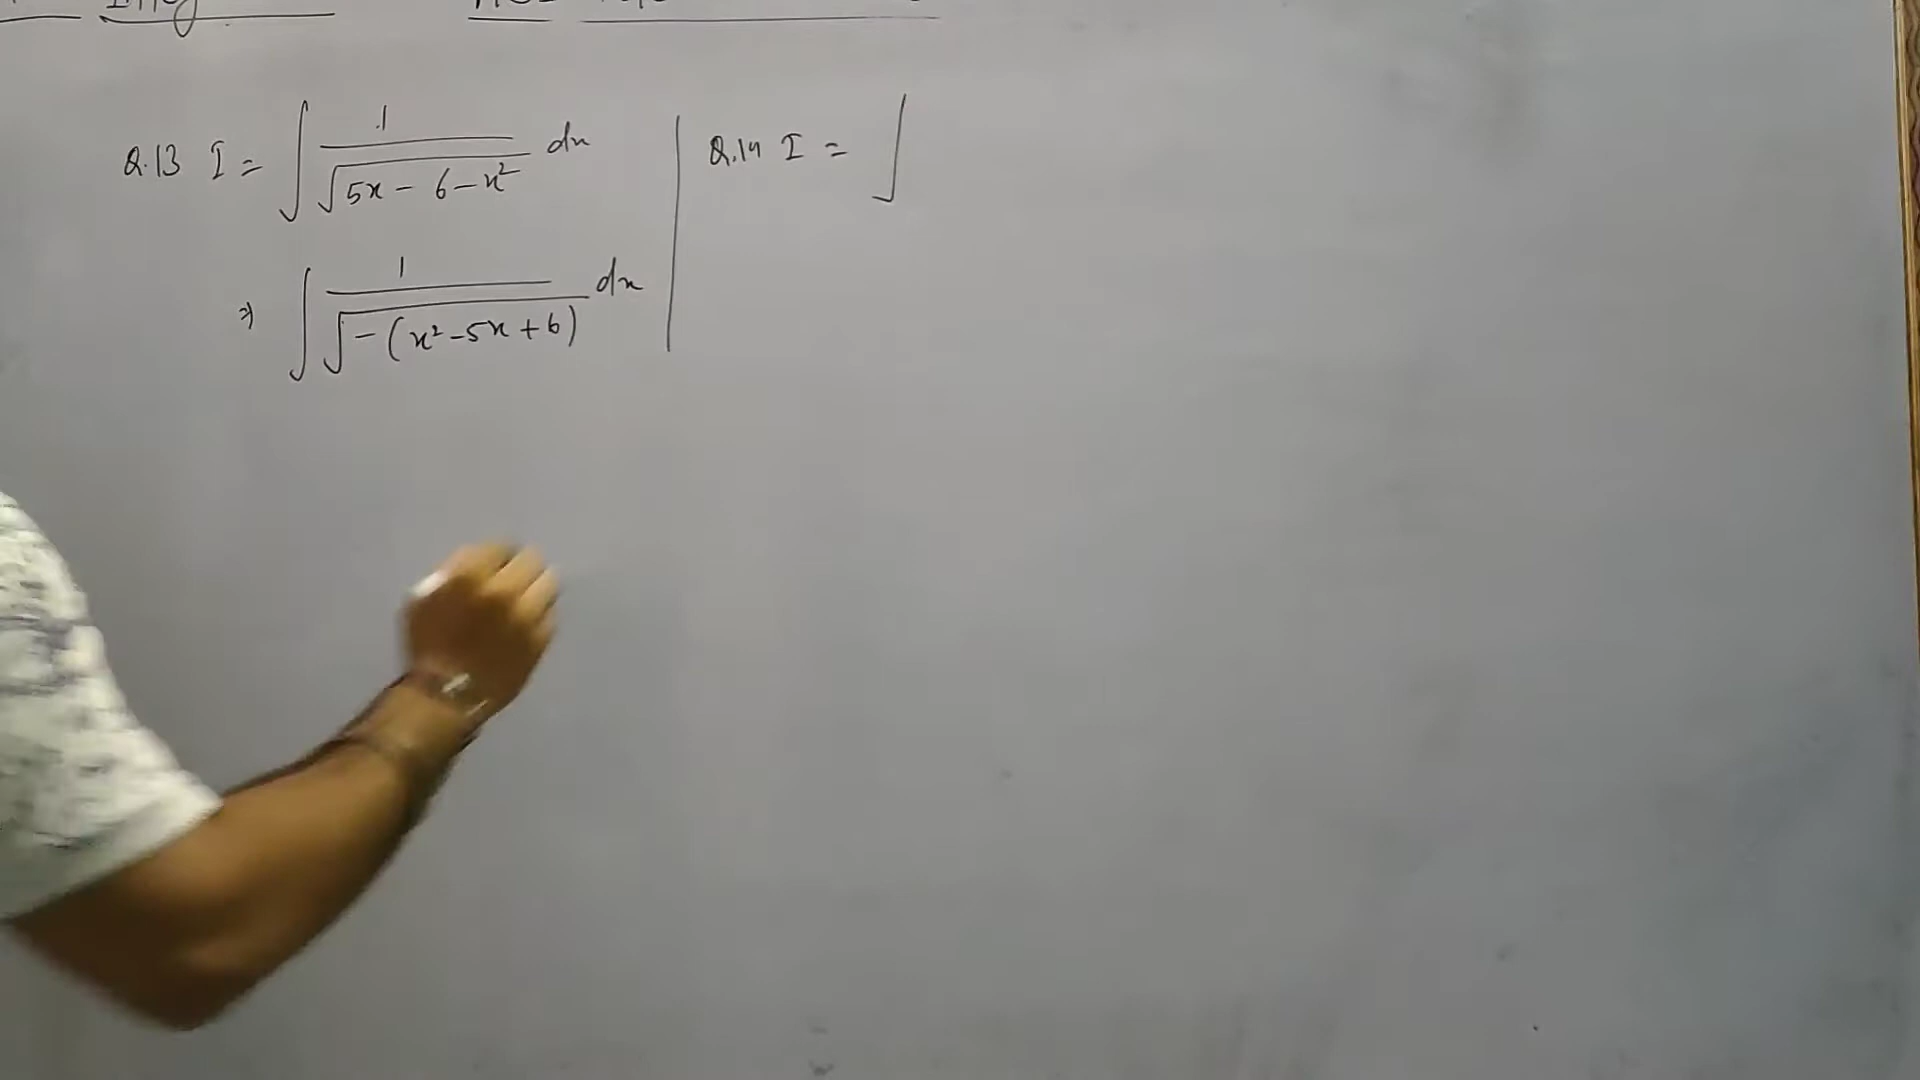 Q.13 I = ∫ 1/√(5x - 6 - x²) dx
⇒ ∫ 1/√(-(x² - 5x + 6)) dx
Q.14 I = ∫